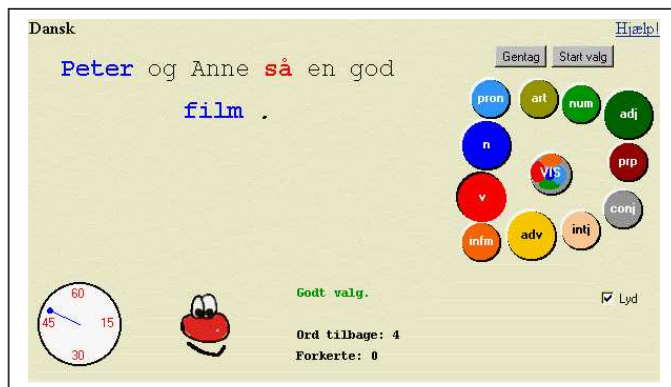 Dansk
Hjælp!
Peter og Anne så en god
film .
Gentag
Start valg
pron
art
num
adj
n
VIS
prp
v
conj
infm
adv
intj
60
45
15
30
Godt valg.
Lyd
Ord tilbage: 4
Forkerte: 0